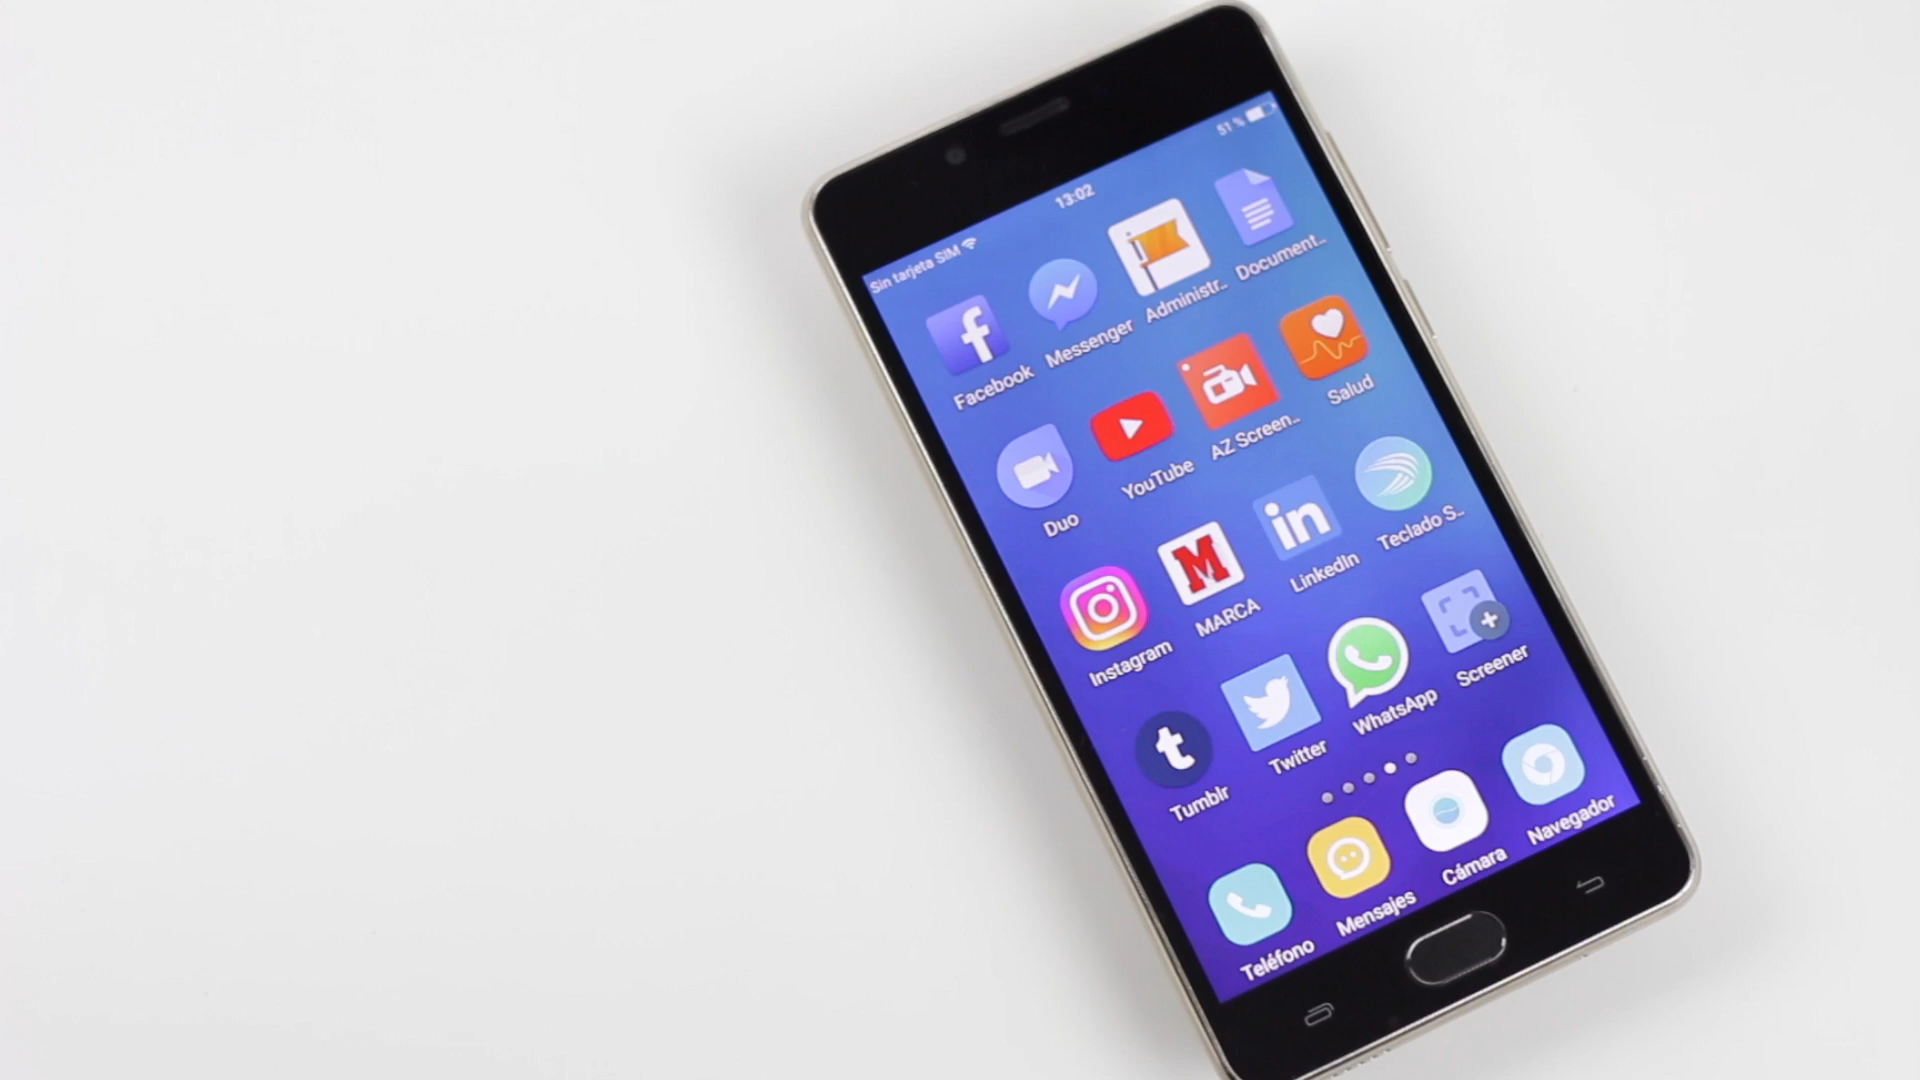 Sin tarjeta SIM 13:02 51 %
Facebook Messenger Administr.. Document..
Duo YouTube AZ Screen.. Salud
Instagram MARCA LinkedIn Teclado S..
Tumblr Twitter WhatsApp Screener
Teléfono Mensajes Cámara Navegador
f
M
in
t